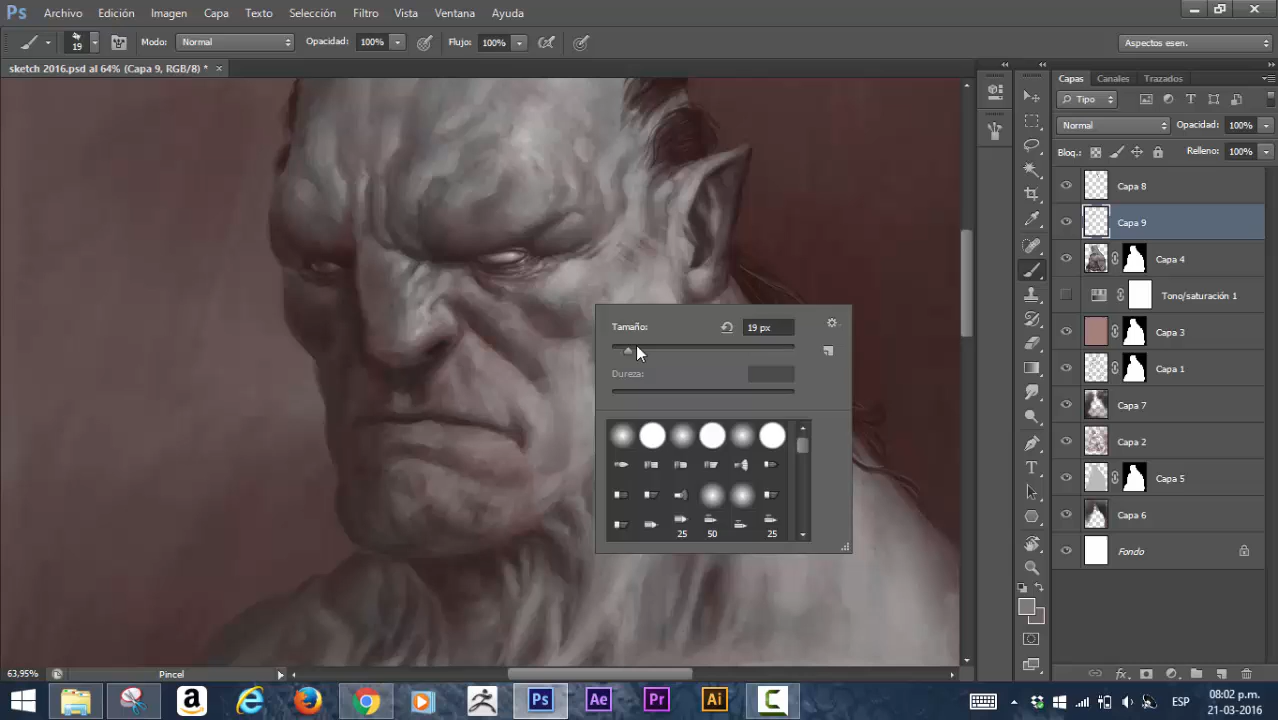 Ps Archivo Edición Imagen Capa Texto Selección Filtro Vista Ventana Ayuda
19 Modo: Normal Opacidad: 100% Flujo: 100% Aspectos esen.
sketch 2016.psd al 64% (Capa 9, RGB/8) * ×
Capas Canales Trazados
Tipo
Normal Opacidad: 100%
Bloq.: Relleno: 100%
Capa 8
Capa 9
Capa 4
Tono/saturación 1
Capa 3
Capa 1
Capa 7
Capa 2
Capa 5
Capa 6
Fondo
Tamaño: 19 px
Dureza:
25 50 25
63,95% Pincel
a Ps Ae Pr Ai C ESP 08:02 p.m.
21-03-2016